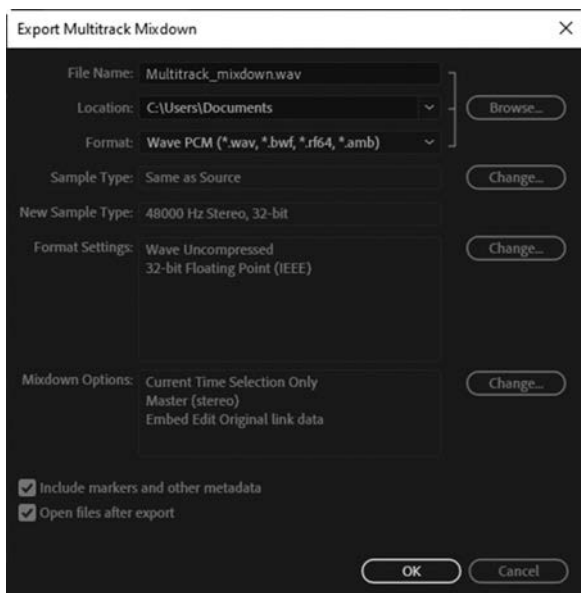 Export Multitrack Mixdown
File Name: Multitrack_mixdown.wav
Location: C:\Users\Documents
Browse...
Format: Wave PCM (*.wav, *.bwf, *.rf64, *.amb)
Sample Type: Same as Source
Change...
New Sample Type: 48000 Hz Stereo, 32-bit
Format Settings: Wave Uncompressed
Change...
32-bit Floating Point (IEEE)
Mixdown Options: Current Time Selection Only
Change...
Master (stereo)
Embed Edit Original link data
Include markers and other metadata
Open files after export
OK
Cancel